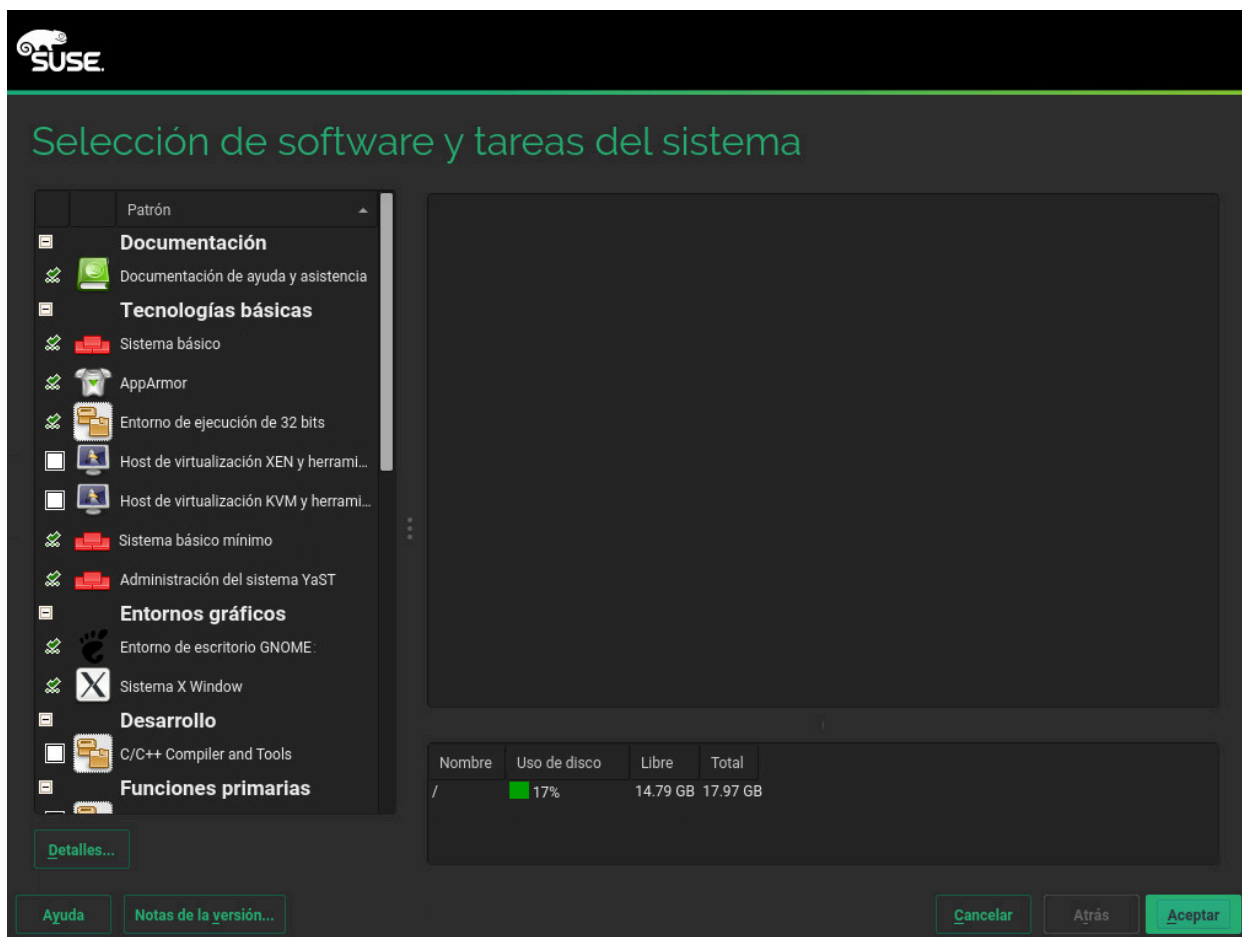 SUSE.
Selección de software y tareas del sistema
Patrón
Documentación
Documentación de ayuda y asistencia
Tecnologías básicas
Sistema básico
AppArmor
Entorno de ejecución de 32 bits
Host de virtualización XEN y herrami...
Host de virtualización KVM y herrami...
Sistema básico mínimo
Administración del sistema YaST
Entornos gráficos
Entorno de escritorio GNOME
Sistema X Window
Desarrollo
C/C++ Compiler and Tools
Funciones primarias
Nombre Uso de disco Libre Total
/ 17% 14.79 GB 17.97 GB
Detalles...
Ayuda Notas de la versión... Cancelar Atrás Aceptar